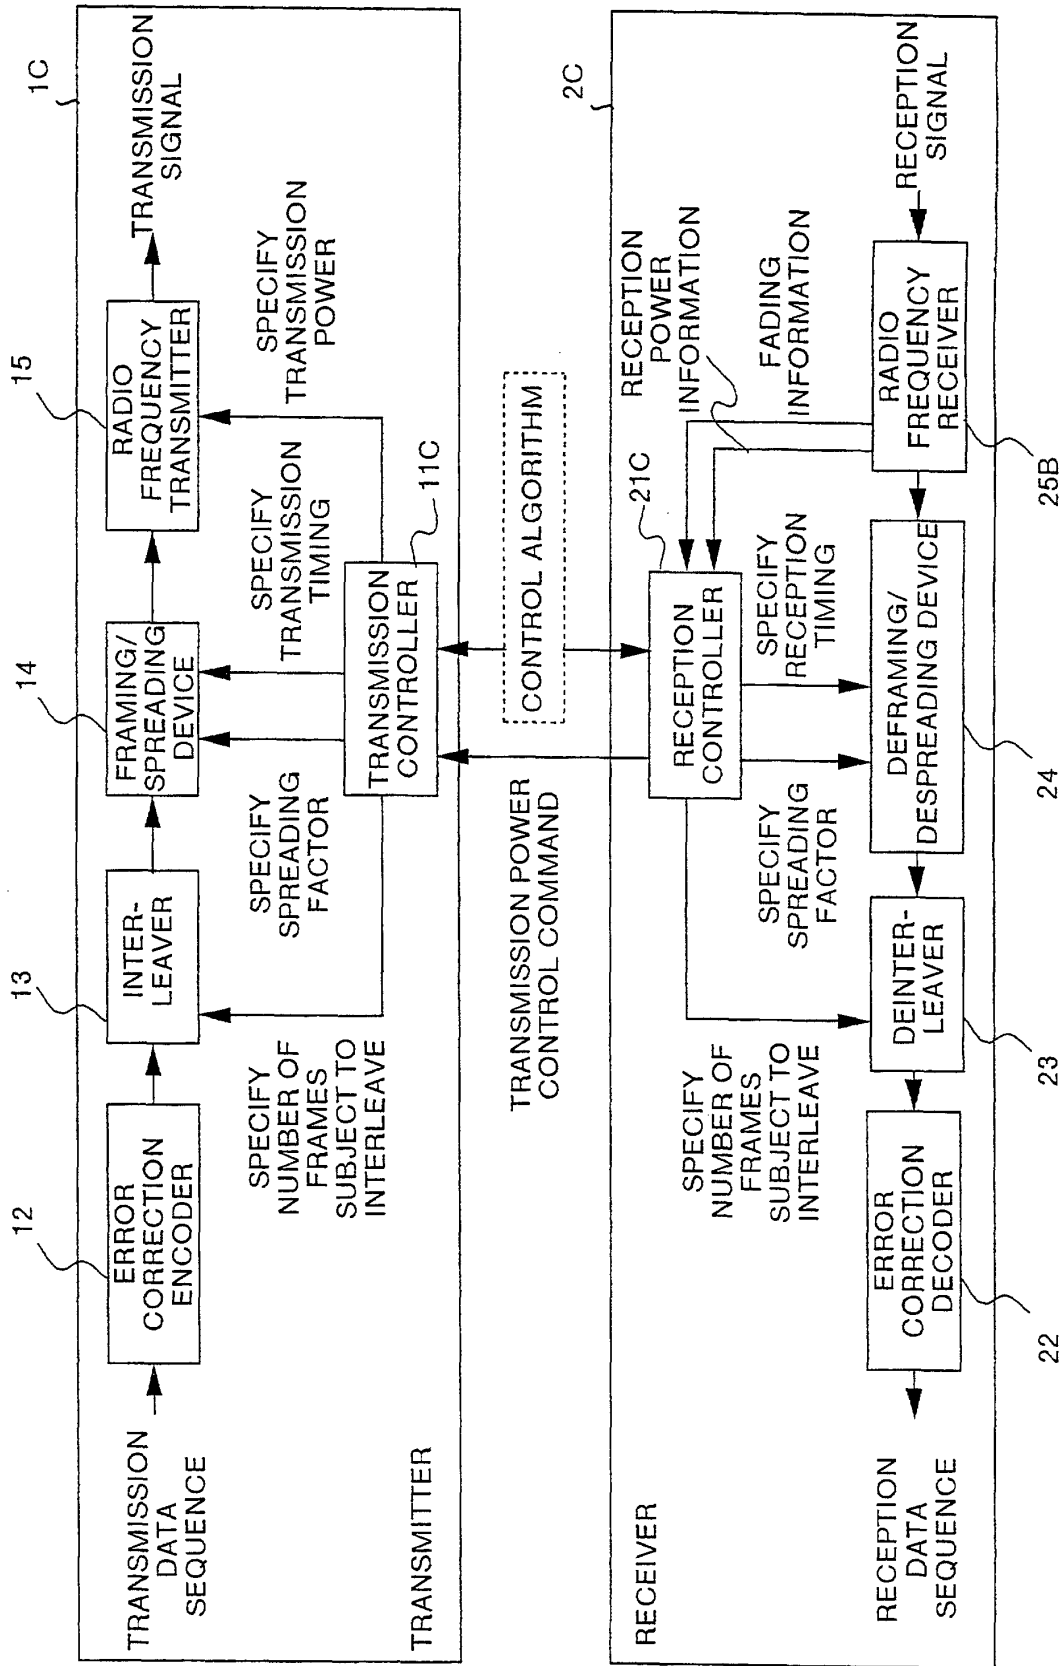 1C
TRANSMISSION
SIGNAL
15
RADIO
FREQUENCY
TRANSMITTER
SPECIFY
TRANSMISSION
POWER
14
FRAMING/
SPREADING
DEVICE
SPECIFY
TRANSMISSION
TIMING
11C
TRANSMISSION
CONTROLLER
SPECIFY
SPREADING
FACTOR
13
INTER-
LEAVER
SPECIFY
NUMBER OF
FRAMES
SUBJECT TO
INTERLEAVE
12
ERROR
CORRECTION
ENCODER
TRANSMISSION
DATA
SEQUENCE
TRANSMITTER
CONTROL ALGORITHM
TRANSMISSION POWER
CONTROL COMMAND
2C
RECEPTION
SIGNAL
RECEPTION
POWER
INFORMATION
FADING
INFORMATION
RADIO
FREQUENCY
RECEIVER
25B
21C
RECEPTION
CONTROLLER
SPECIFY
RECEPTION
TIMING
SPECIFY
SPREADING
FACTOR
DEFRAMING/
DESPREADING DEVICE
24
SPECIFY
NUMBER OF
FRAMES
SUBJECT TO
INTERLEAVE
DEINTER-
LEAVER
23
ERROR
CORRECTION
DECODER
22
RECEPTION
DATA
SEQUENCE
RECEIVER